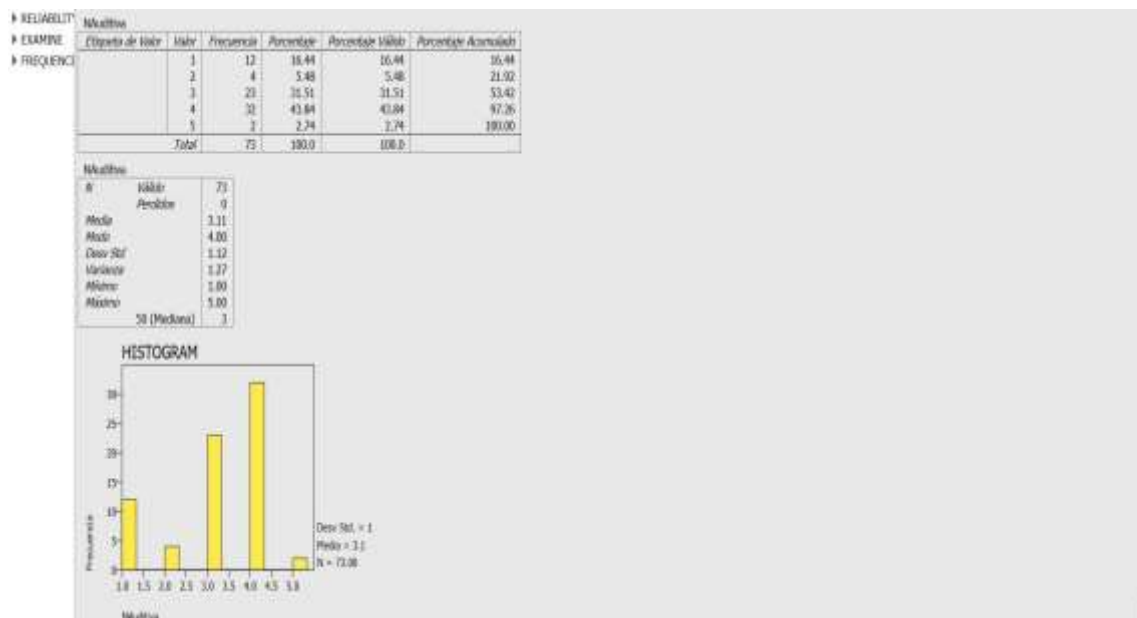 RELIABILIT
EXAMINE
FREQUENCI
NAuditiva
Etiqueta de Valor Valor Frecuencia Porcentaje Porcentaje Válido Porcentaje Acumulado
1 12 16.44 16.44 16.44
2 4 5.48 5.48 21.92
3 23 31.51 31.51 53.42
4 32 43.84 43.84 97.26
5 2 2.74 2.74 100.00
Total 73 100.0 100.0
NAuditiva
N Válido 73
Perdidos 0
Media 3.11
Modo 4.00
Desv Std 1.12
Varianza 1.27
Mínimo 1.00
Máximo 5.00
50 (Mediana) 3
HISTOGRAM
30
25
20
15
10
5
0
Frecuencia
Desv Std. = 1
Media = 3.1
N = 73.00
1.0 1.5 2.0 2.5 3.0 3.5 4.0 4.5 5.0
NAuditiva